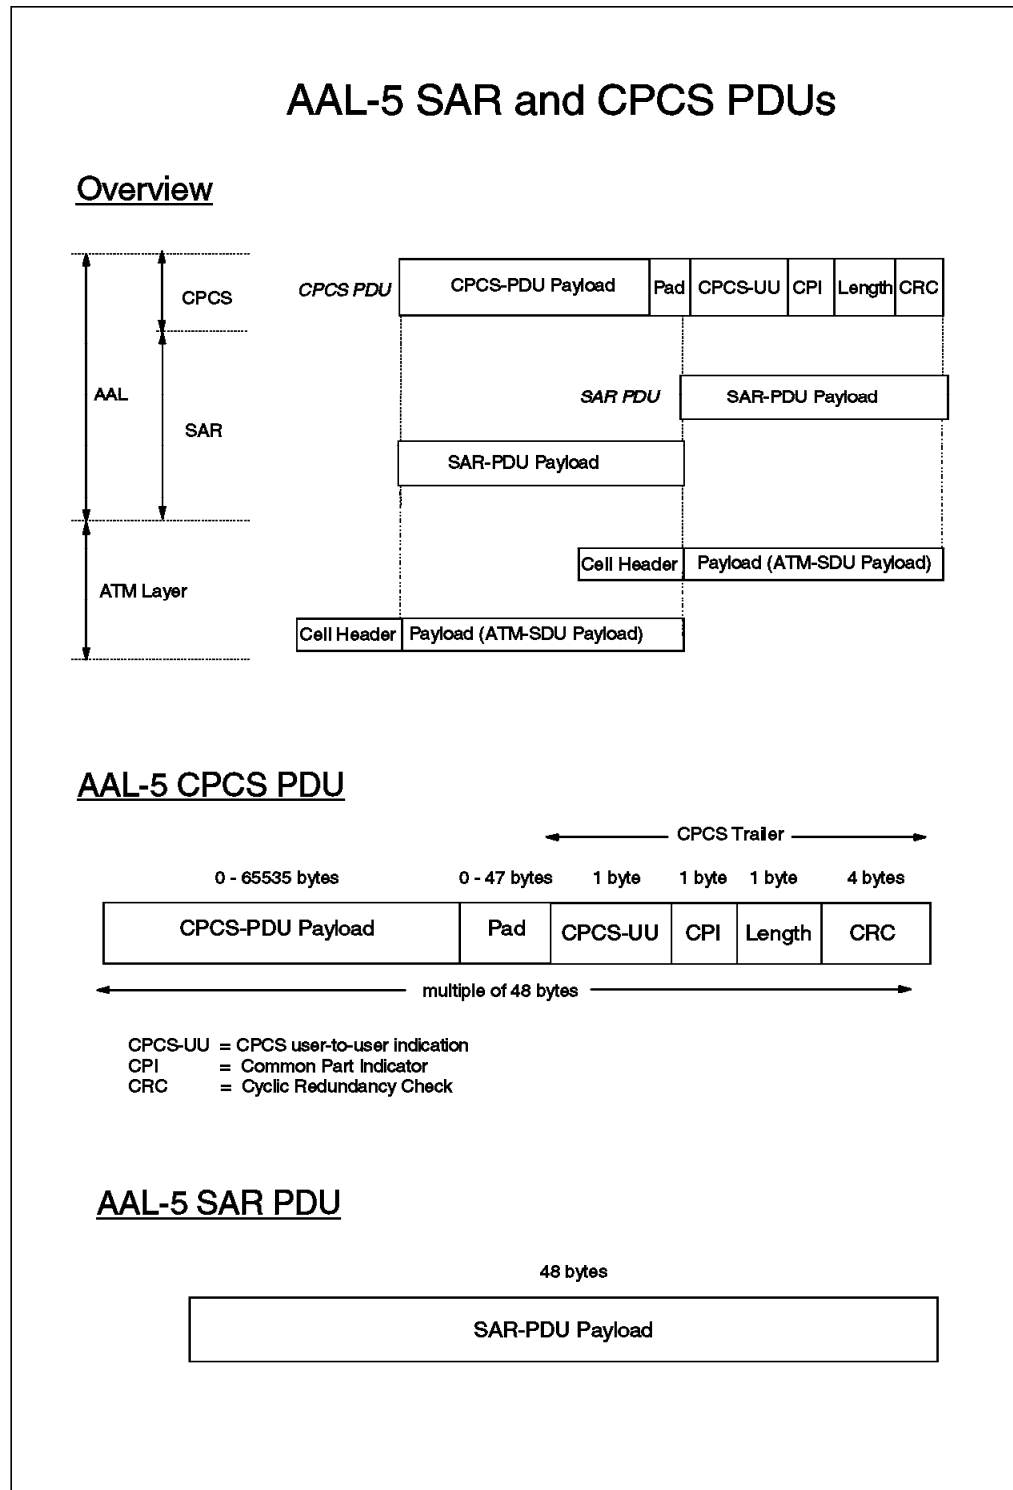 AAL-5 SAR and CPCS PDUs
Overview
CPCS
CPCS PDU
CPCS-PDU Payload
Pad
CPCS-UU
CPI
Length
CRC
AAL
SAR PDU
SAR-PDU Payload
SAR
SAR-PDU Payload
Cell Header
Payload (ATM-SDU Payload)
ATM Layer
Cell Header
Payload (ATM-SDU Payload)
AAL-5 CPCS PDU
CPCS Trailer
0 - 65535 bytes
0 - 47 bytes
1 byte
1 byte
1 byte
4 bytes
CPCS-PDU Payload
Pad
CPCS-UU
CPI
Length
CRC
multiple of 48 bytes
CPCS-UU = CPCS user-to-user indication
CPI = Common Part Indicator
CRC = Cyclic Redundancy Check
AAL-5 SAR PDU
48 bytes
SAR-PDU Payload